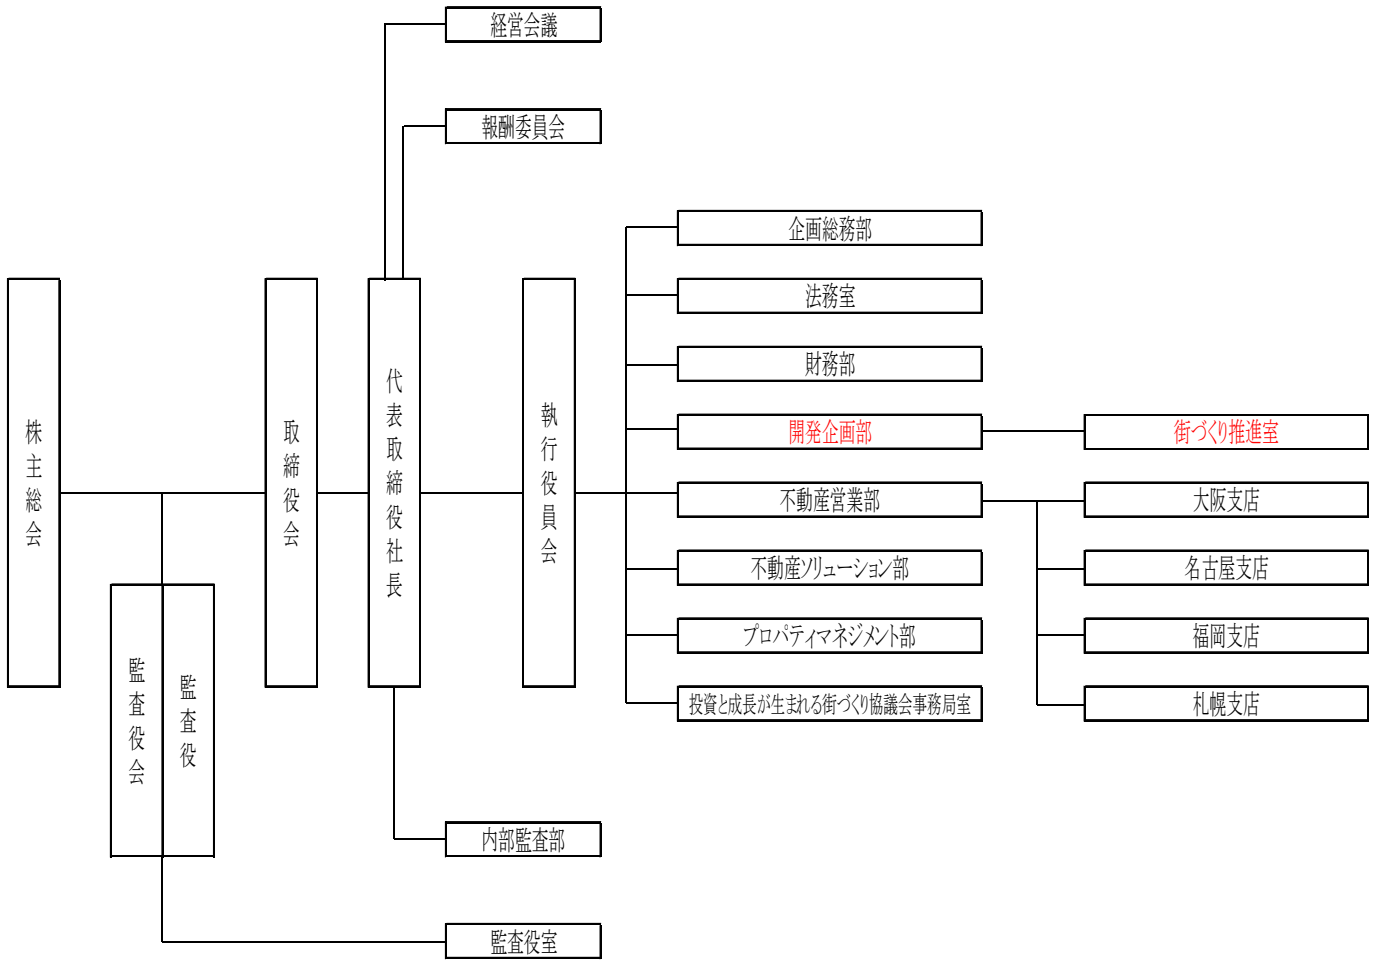 経営会議
報酬委員会
企画総務部
法務室
財務部
開発企画部
街づくり推進室
株主総会
取締役会
代表取締役社長
執行役員会
不動産営業部
大阪支店
不動産ソリューション部
名古屋支店
プロパティマネジメント部
福岡支店
投資と成長が生まれる街づくり協議会事務局室
札幌支店
監査役会
監査役
内部監査部
監査役室